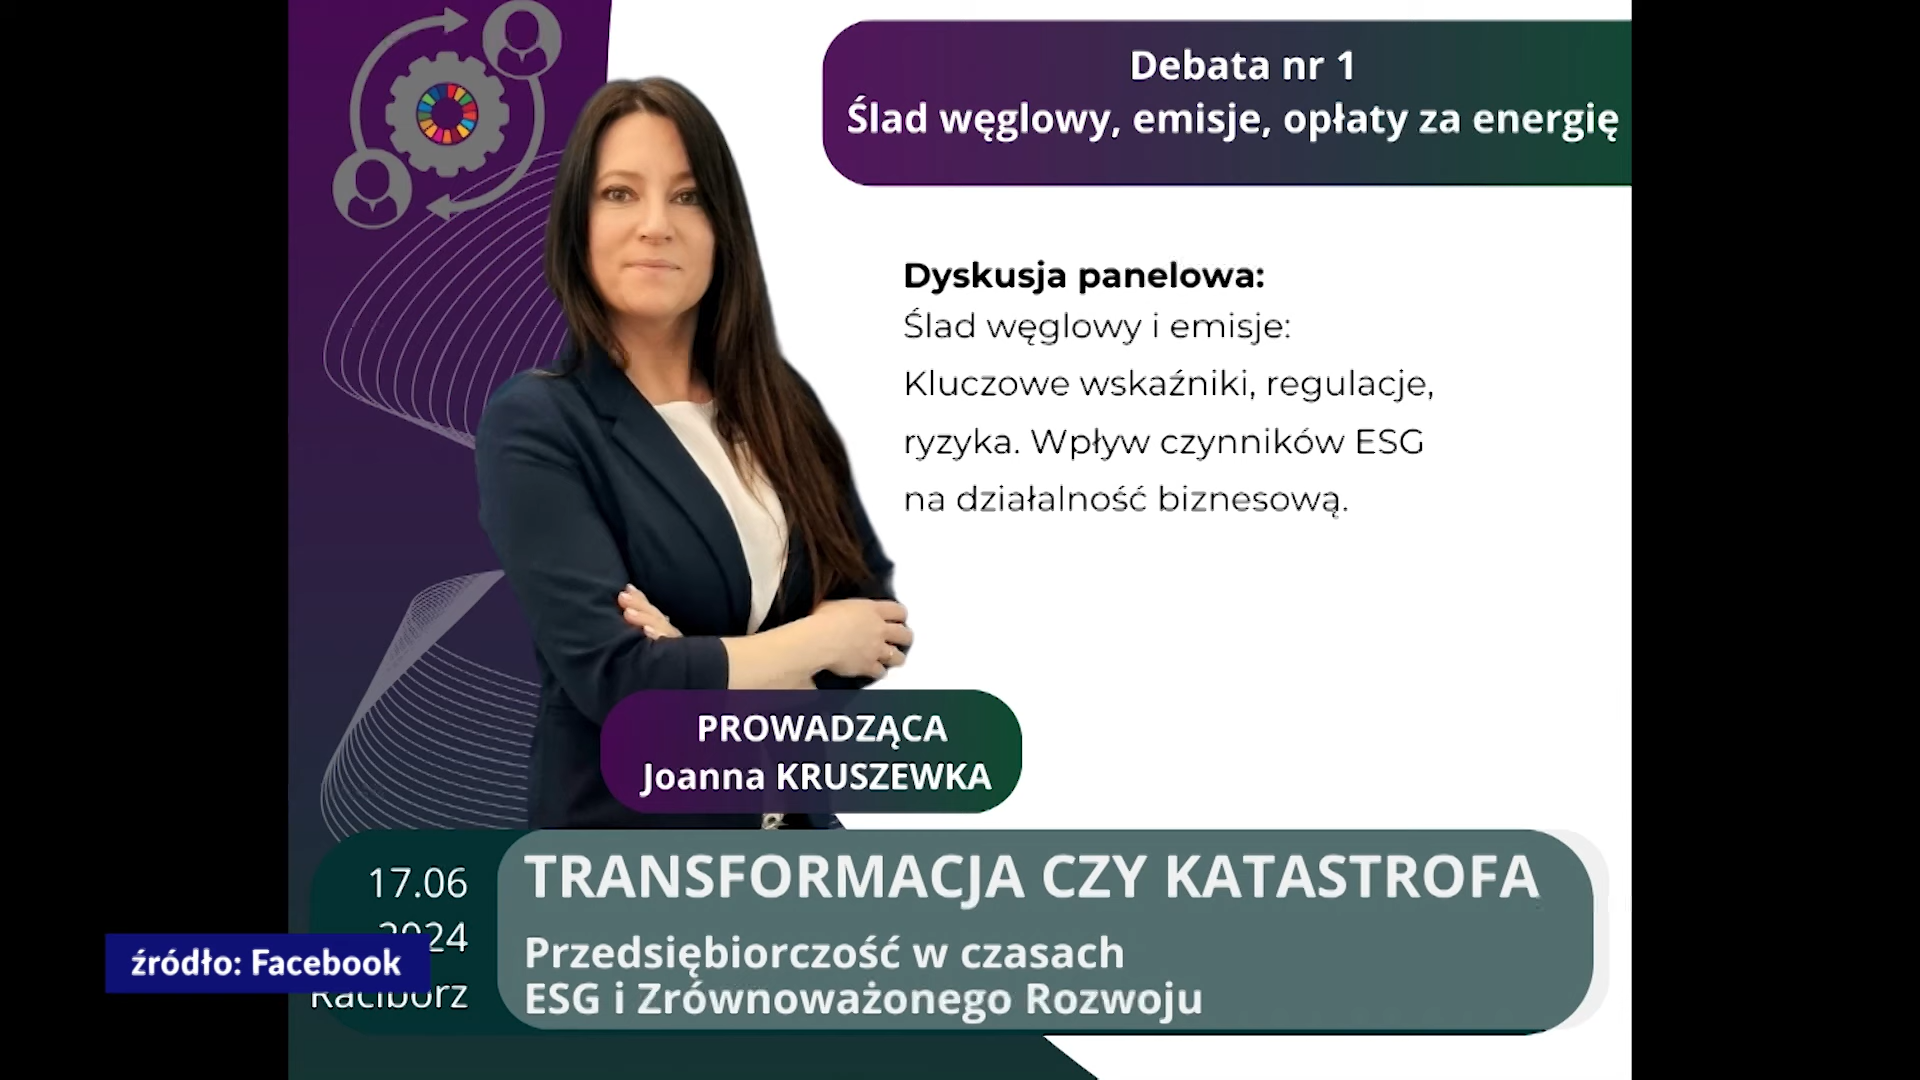 Debata nr 1
Ślad węglowy, emisje, opłaty za energię
Dyskusja panelowa:
Ślad węglowy i emisje:
Kluczowe wskaźniki, regulacje,
ryzyka. Wpływ czynników ESG
na działalność biznesową.
PROWADZĄCA
Joanna KRUSZEWKA
17.06
2024
Racibórz
TRANSFORMACJA CZY KATASTROFA
Przedsiębiorczość w czasach
ESG i Zrównoważonego Rozwoju
źródło: Facebook